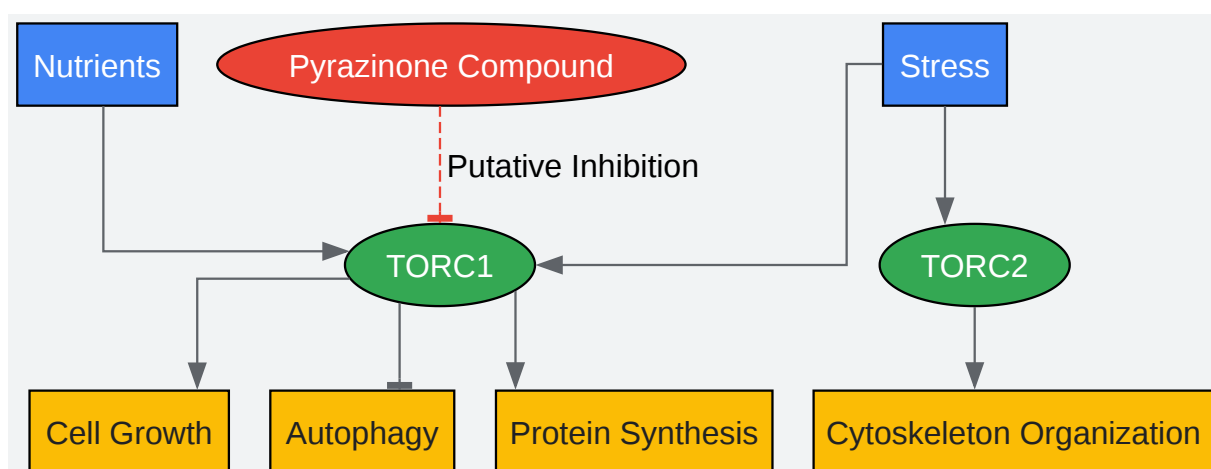 Nutrients
Pyrazinone Compound
Stress
Putative Inhibition
TORC1
TORC2
Cell Growth
Autophagy
Protein Synthesis
Cytoskeleton Organization